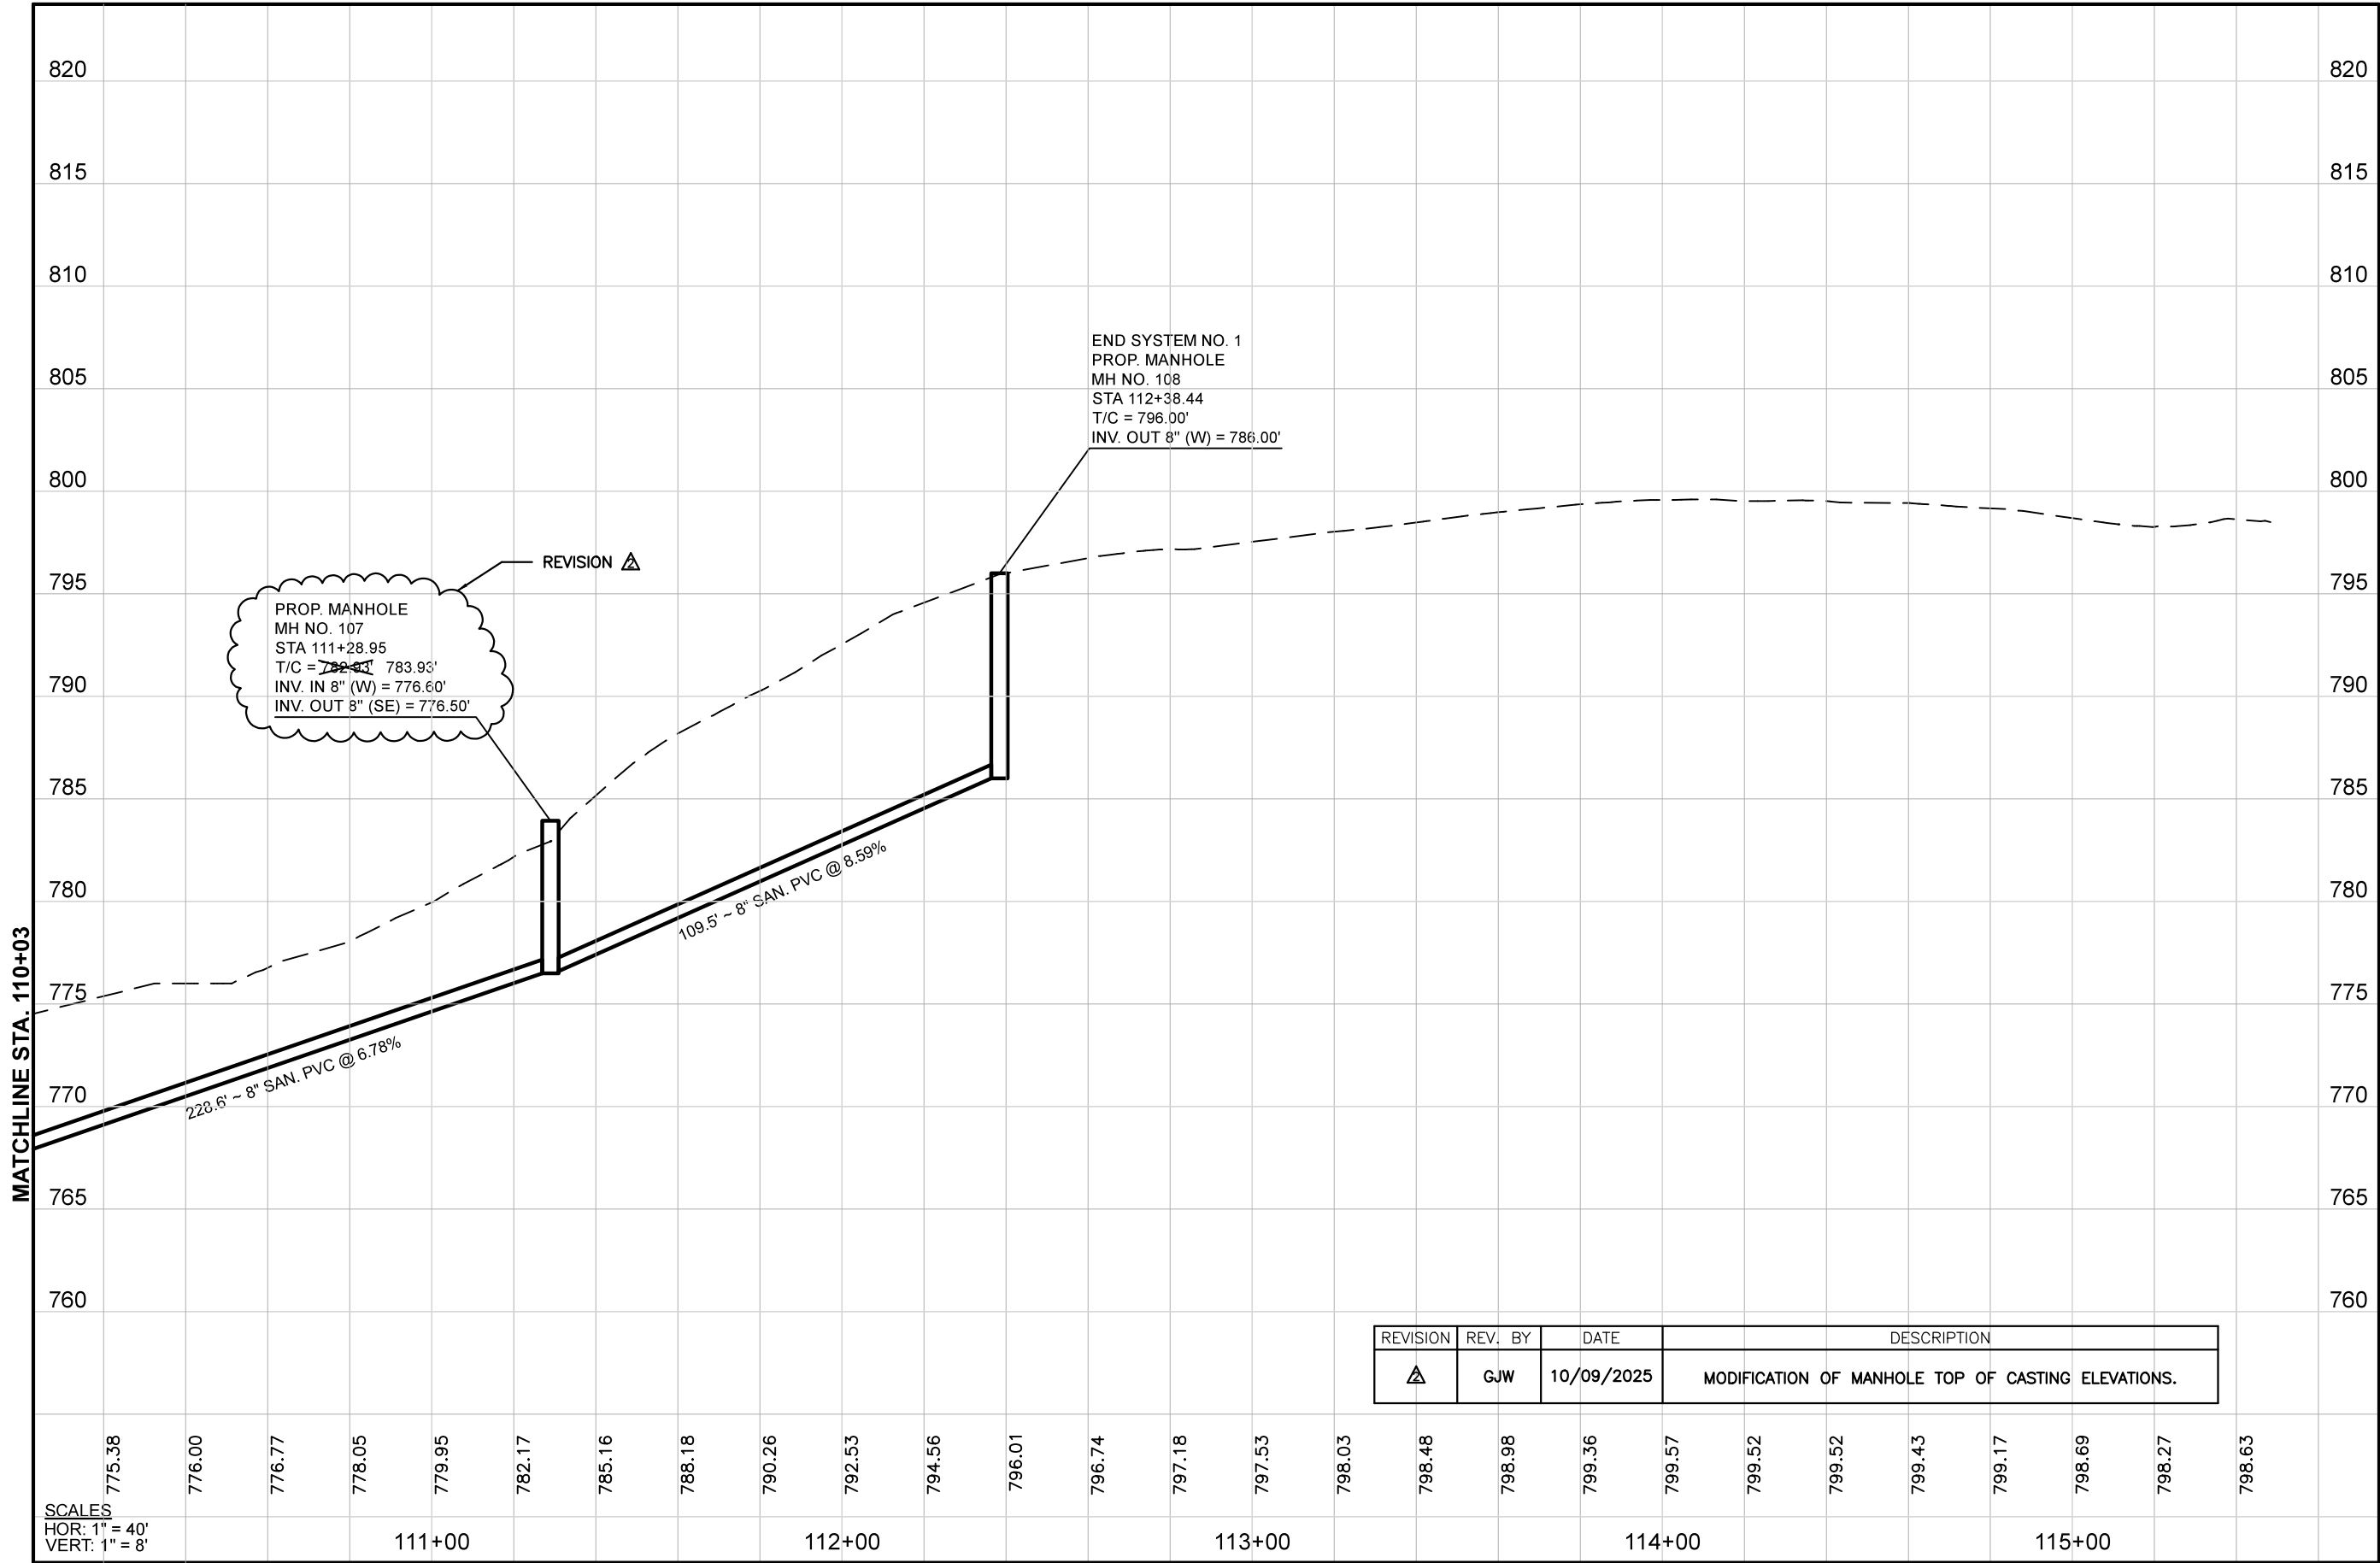 820
820
815
815
810
810
END SYSTEM NO. 1
PROP. MANHOLE
MH NO. 108
STA 112+38.44
T/C = 796.00'
INV. OUT 8" (W) = 786.00'
805
805
800
800
REVISION 2
795
795
PROP. MANHOLE
MH NO. 107
STA 111+28.95
T/C = 782.93' 783.93'
INV. IN 8" (W) = 776.60'
INV. OUT 8" (SE) = 776.50'
790
790
785
785
109.5' ~ 8" SAN. PVC @ 8.59%
780
780
775
775
228.6' ~ 8" SAN. PVC @ 6.78%
770
770
MATCHLINE STA. 110+03
765
765
760
760
REVISION REV. BY DATE DESCRIPTION
2 GJW 10/09/2025 MODIFICATION OF MANHOLE TOP OF CASTING ELEVATIONS.
775.38
776.00
776.77
778.05
779.95
782.17
785.16
788.18
790.26
792.53
794.56
796.01
796.74
797.18
797.53
798.03
798.48
798.98
799.36
799.57
799.52
799.52
799.43
799.17
798.69
798.27
798.63
SCALES
HOR: 1" = 40'
VERT: 1" = 8'
111+00 112+00 113+00 114+00 115+00